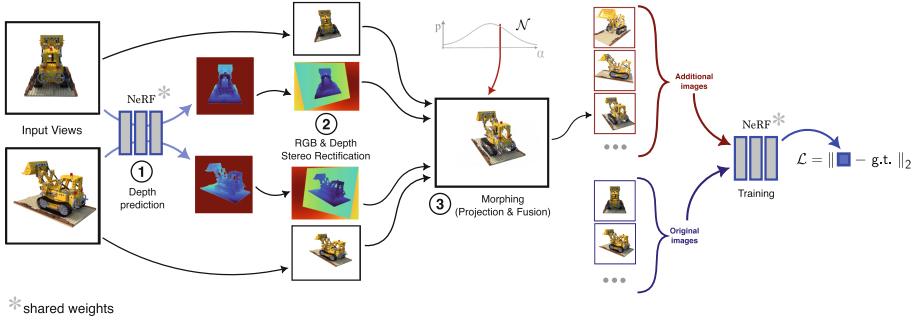 Input Views
NeRF*
1
Depth
prediction
2
RGB & Depth
Stereo Rectification
p
𝒩
α
3
Morphing
(Projection & Fusion)
Additional
images
Original
images
NeRF*
Training
ℒ = ‖ − g.t. ‖₂
*shared weights